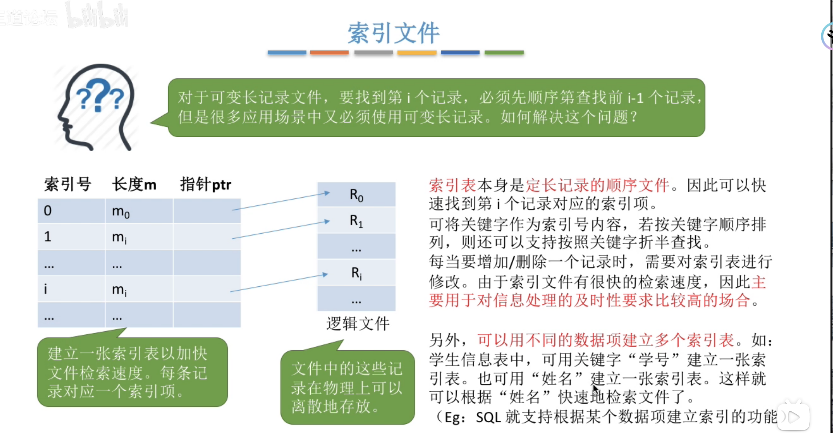 索引文件
???
对于可变长记录文件，要找到第 i 个记录，必须先顺序第查找前 i-1 个记录，
但是很多应用场景中又必须使用可变长记录。如何解决这个问题？
索引号 长度m 指针ptr
0 m₀
1 mᵢ
… …
i mᵢ
… …
R₀
R₁
…
Rᵢ
…
逻辑文件
建立一张索引表以加快
文件检索速度。每条记
录对应一个索引项。
文件中的这些记
录在物理上可以
离散地存放。
索引表本身是定长记录的顺序文件。因此可以快
速找到第 i 个记录对应的索引项。
可将关键字作为索引号内容，若按关键字顺序排
列，则还可以支持按照关键字折半查找。
每当要增加/删除一个记录时，需要对索引表进行
修改。由于索引文件有很快的检索速度，因此主
要用于对信息处理的及时性要求比较高的场合。
另外，可以用不同的数据项建立多个索引表。如：
学生信息表中，可用关键字“学号”建立一张索
引表。也可用“姓名”建立一张索引表。这样就
可以根据“姓名”快速地检索文件了。
（Eg：SQL 就支持根据某个数据项建立索引的功能）